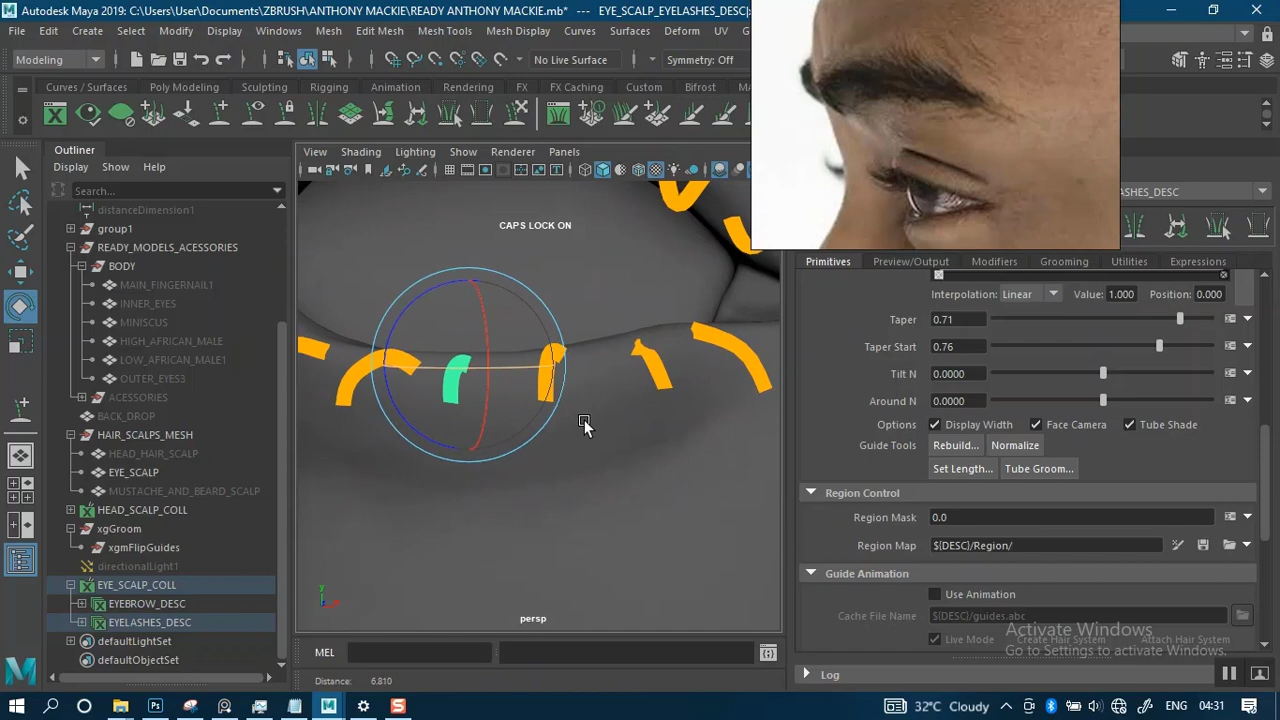 Autodesk Maya 2019: C:\Users\User\Documents\ZBRUSH\ANTHONY MACKIE\READY ANTHONY MACKIE.mb* --- EYE_SCALP_EYELASHES_DESC
File Edit Create Select Modify Display Windows Mesh Edit Mesh Mesh Tools Mesh Display Curves Surfaces Deform UV
Modeling No Live Surface Symmetry: Off
Curves / Surfaces Poly Modeling Sculpting Rigging Animation Rendering FX FX Caching Custom Bifrost
Outliner
Display Show Help
Search...
distanceDimension1
group1
READY_MODELS_ACESSORIES
BODY
MAIN_FINGERNAIL1
INNER_EYES
MINISCUS
HIGH_AFRICAN_MALE
LOW_AFRICAN_MALE1
OUTER_EYES3
ACESSORIES
BACK_DROP
HAIR_SCALPS_MESH
HEAD_HAIR_SCALP
EYE_SCALP
MUSTACHE_AND_BEARD_SCALP
HEAD_SCALP_COLL
xgGroom
xgmFlipGuides
directionalLight1
EYE_SCALP_COLL
EYEBROW_DESC
EYELASHES_DESC
defaultLightSet
defaultObjectSet
View Shading Lighting Show Renderer Panels
CAPS LOCK ON
persp
MEL
Distance: 6.810
LASHES_DESC
Primitives Preview/Output Modifiers Grooming Utilities Expressions
Interpolation: Linear Value: 1.000 Position: 0.000
Taper 0.71
Taper Start 0.76
Tilt N 0.0000
Around N 0.0000
Options Display Width Face Camera Tube Shade
Guide Tools Rebuild... Normalize
Set Length... Tube Groom...
Region Control
Region Mask 0.0
Region Map ${DESC}/Region/
Guide Animation
Use Animation
Cache File Name ${DESC}/guides.abc
Live Mode Create Hair System Attach Hair System
Activate Windows
Go to Settings to activate Windows.
Log
32°C Cloudy ENG 04:31